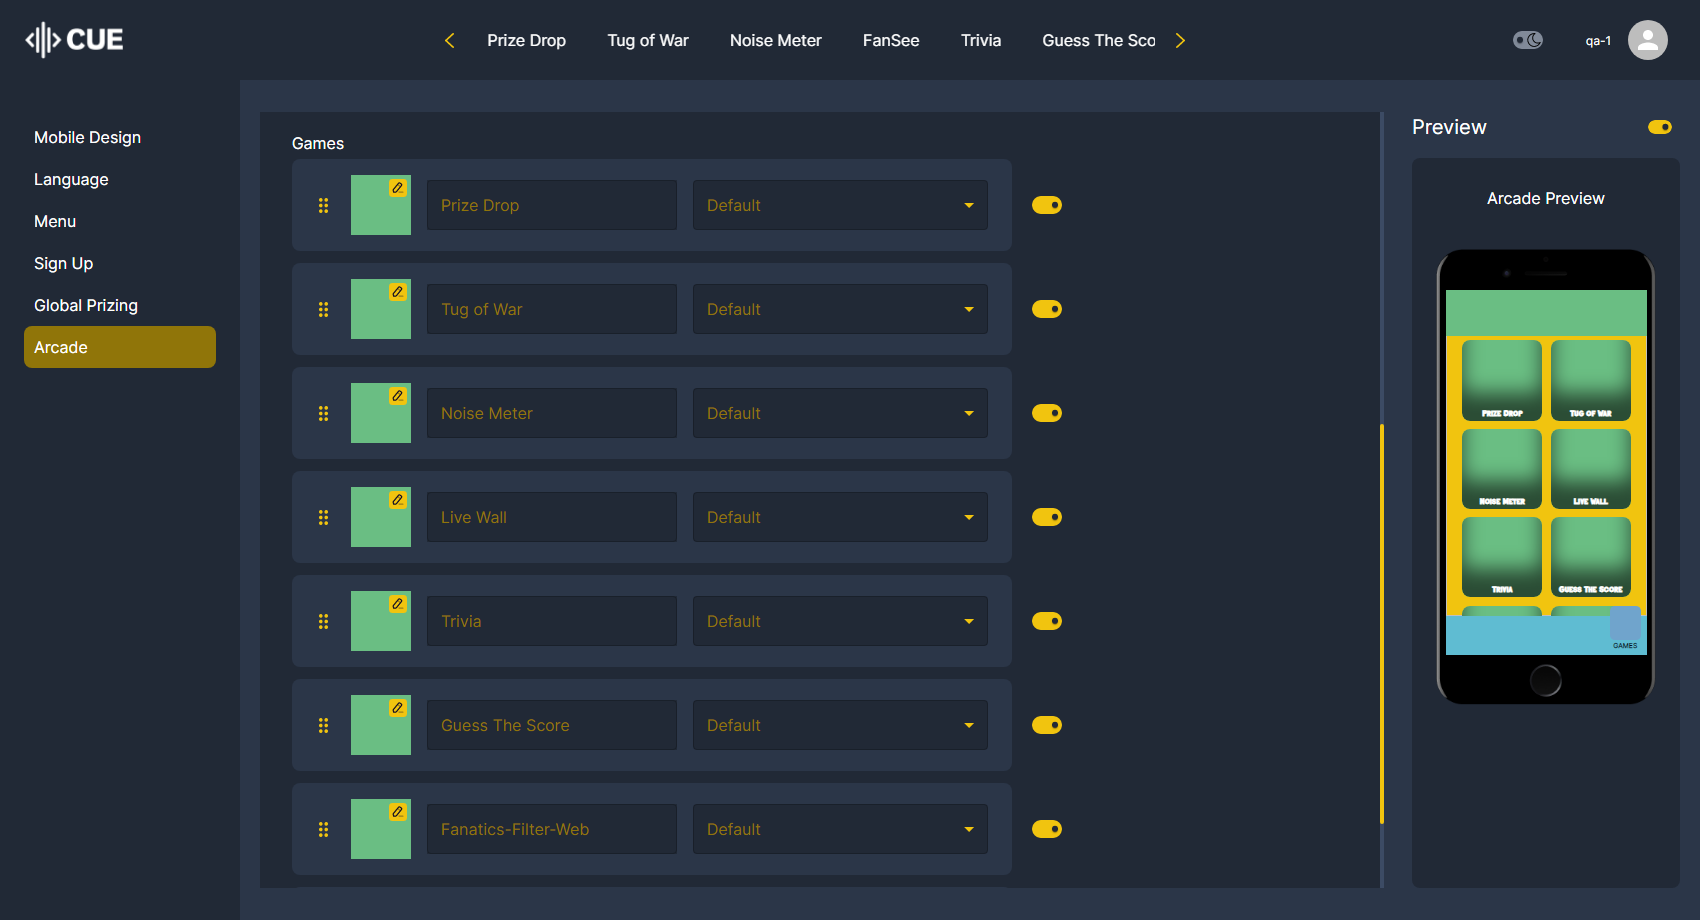 CUE
Prize Drop
Tug of War
Noise Meter
FanSee
Trivia
Guess The Sco
qa-1
Mobile Design
Language
Menu
Sign Up
Global Prizing
Arcade
Games
Prize Drop
Default
Tug of War
Default
Noise Meter
Default
Live Wall
Default
Trivia
Default
Guess The Score
Default
Fanatics-Filter-Web
Default
Preview
Arcade Preview
Prize Drop
Tug of War
Noise Meter
Live Wall
Trivia
Guess The Score
GAMES